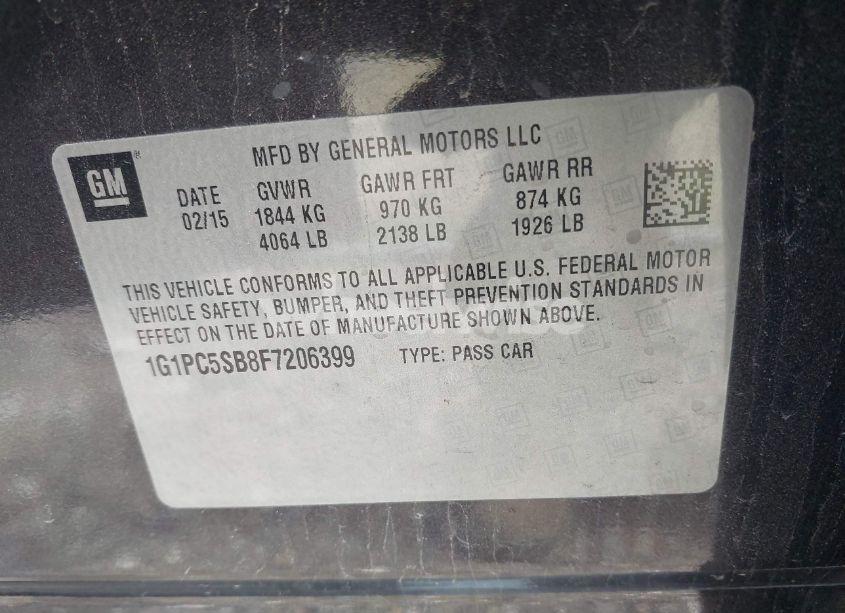 GM
MFD BY GENERAL MOTORS LLC
DATE GVWR GAWR FRT GAWR RR
02/15 1844 KG 970 KG 874 KG
4064 LB 2138 LB 1926 LB
THIS VEHICLE CONFORMS TO ALL APPLICABLE U.S. FEDERAL MOTOR
VEHICLE SAFETY, BUMPER, AND THEFT PREVENTION STANDARDS IN
EFFECT ON THE DATE OF MANUFACTURE SHOWN ABOVE.
1G1PC5SB8F7206399 TYPE: PASS CAR